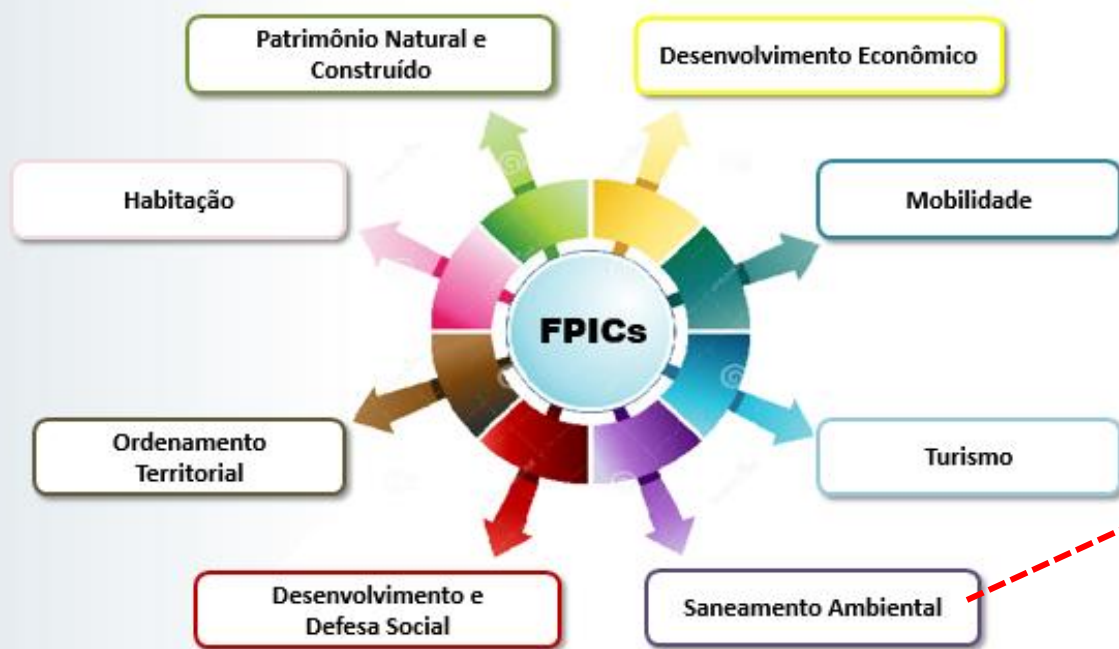 Patrimônio Natural e
Construído
Desenvolvimento Econômico
Habitação
Mobilidade
FPICs
Ordenamento
Territorial
Turismo
Desenvolvimento e
Defesa Social
Saneamento Ambiental